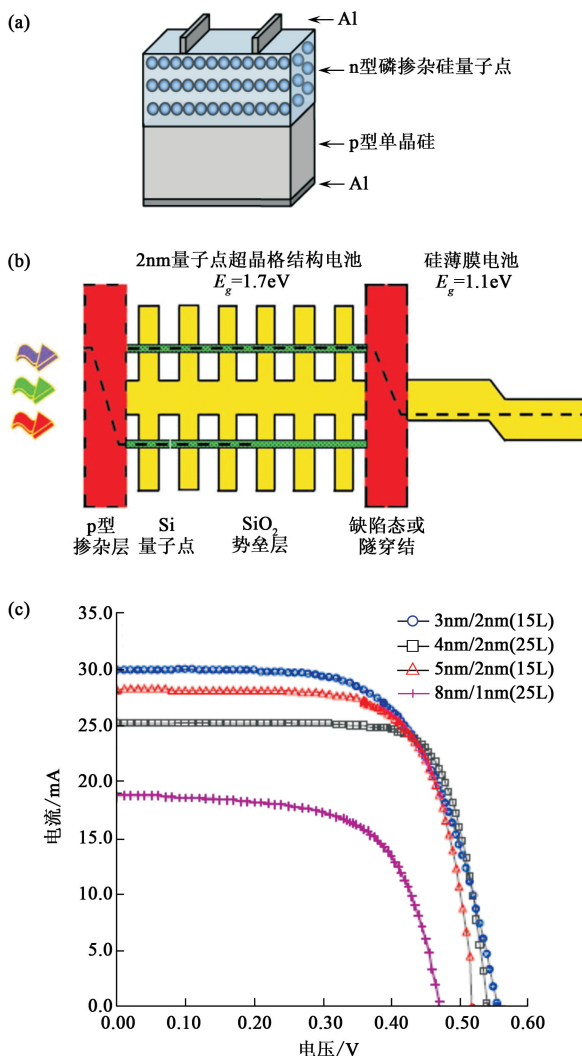 (a)
Al
n型磷掺杂硅量子点
p型单晶硅
Al
(b)
2nm量子点超晶格结构电池
E_g=1.7eV
硅薄膜电池
E_g=1.1eV
p型
掺杂层
Si
量子点
SiO₂
势垒层
缺陷态或
隧穿结
(c)
35.0
30.0
25.0
20.0
15.0
10.0
5.0
0.0
电流/mA
3nm/2nm(15L)
4nm/2nm(25L)
5nm/2nm(15L)
8nm/1nm(25L)
0.00
0.10
0.20
0.30
0.40
0.50
0.60
电压/V